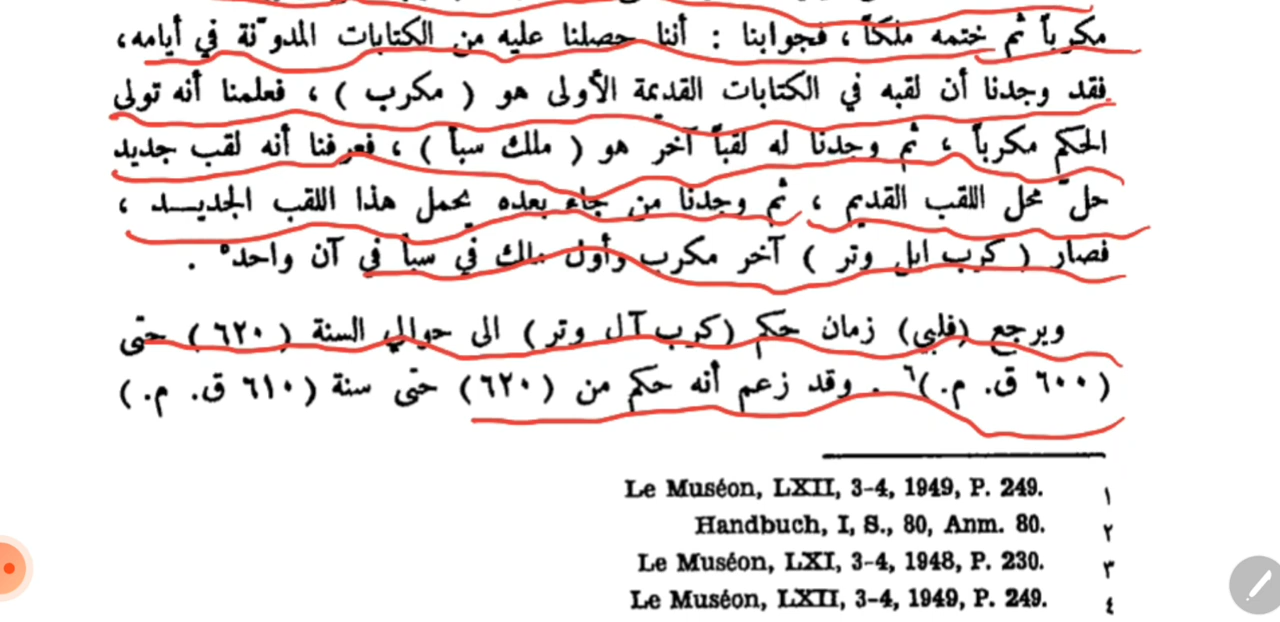 مكرباً ثم ختمه ملكاً ، فجوابنا : أننا حصلنا عليه من الكتابات المدوّنة في أيامه،
فقد وجدنا أن لقبه في الكتابات القديمة الأولى هو ( مكرب ) ، فعلمنا أنه تولى
الحكم مكرباً ، ثم وجدنا له لقباً آخر هو ( ملك سبأ ) ، فعرفنا أنه لقب جديد
حلّ محل اللقب القديم ، ثم وجدنا من جاء بعده يحمل هذا اللقب الجديد ،
فصار ( كرب ايل وتر ) آخر مكرب وأول ملك في سبأ في آن واحد٥ .
ويرجع (فلبي) زمان حكم (كرب آل وتر) الى حوالي السنة (٦٢٠) حتى
(٦٠٠ ق. م.)٦ . وقد زعم أنه حكم من (٦٢٠) حتى سنة (٦١٠ ق. م.)
١ Le Muséon, LXII, 3-4, 1949, P. 249.
٢ Handbuch, I, S., 80, Anm. 80.
٣ Le Muséon, LXI, 3-4, 1948, P. 230.
٤ Le Muséon, LXII, 3-4, 1949, P. 249.